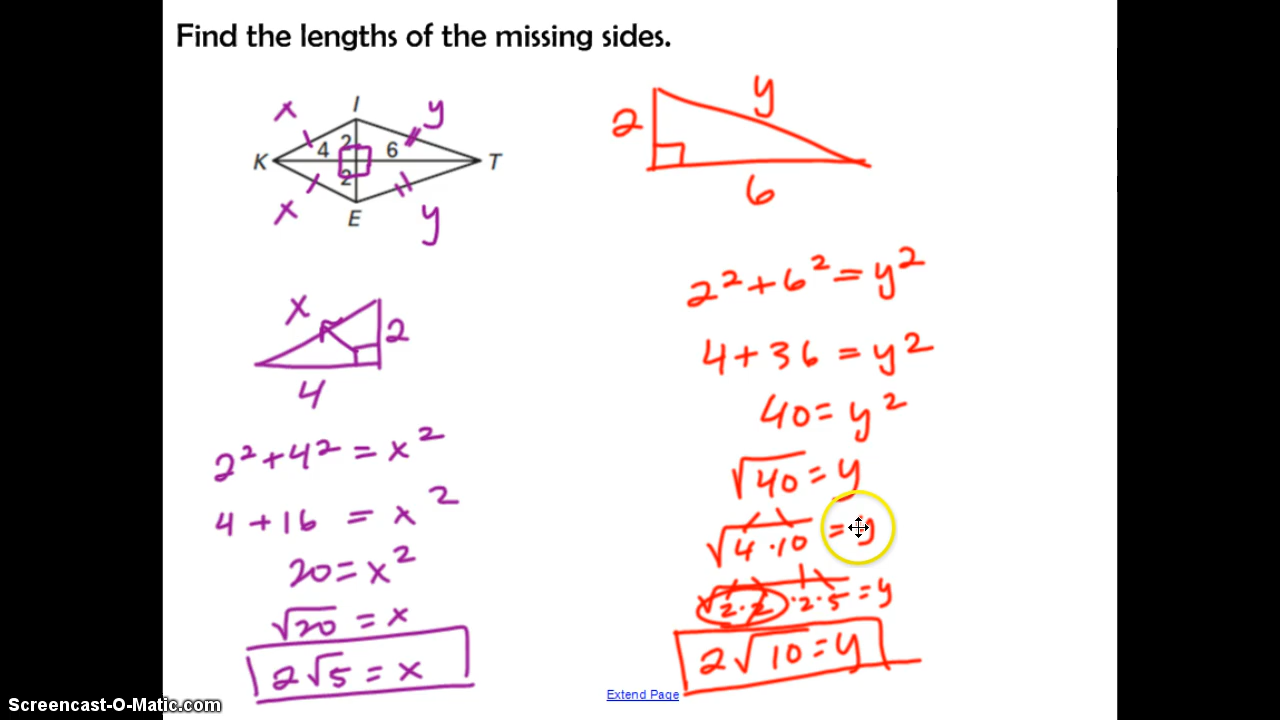 Find the lengths of the missing sides.
x I y
2
K 4 6 T
2
x E y
y
2
6
x
2
4
2² + 4² = x²
4 + 16 = x²
20 = x²
√20 = x
2√5 = x
2² + 6² = y²
4 + 36 = y²
40 = y²
√40 = y
√4·10 = y
√2·2·2·5 = y
2√10 = y
Extend Page
Screencast-O-Matic.com